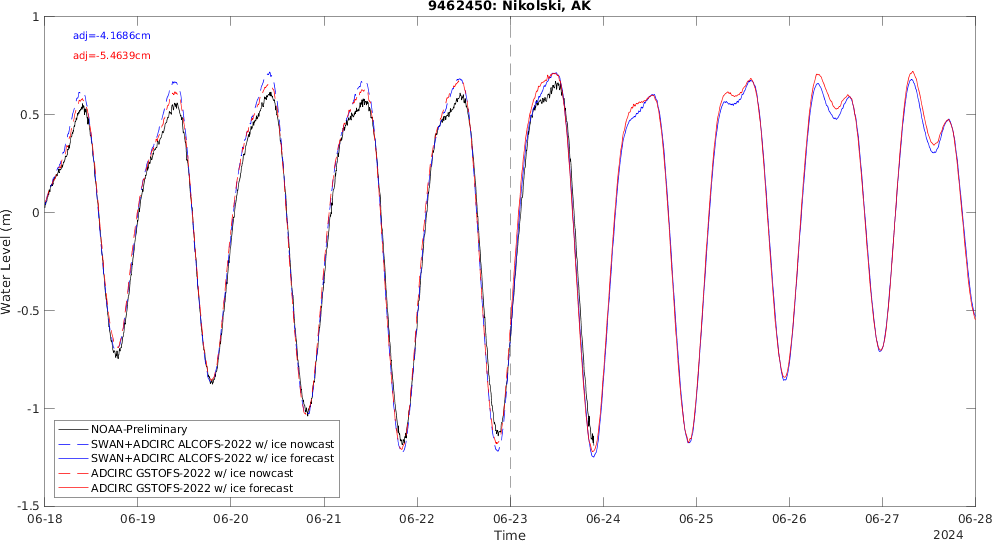 9462450: Nikolski, AK
adj=-4.1686cm
adj=-5.4639cm
1
0.5
0
-0.5
-1
-1.5
Water Level (m)
NOAA-Preliminary
SWAN+ADCIRC ALCOFS-2022 w/ ice nowcast
SWAN+ADCIRC ALCOFS-2022 w/ ice forecast
ADCIRC GSTOFS-2022 w/ ice nowcast
ADCIRC GSTOFS-2022 w/ ice forecast
06-18 06-19 06-20 06-21 06-22 06-23 06-24 06-25 06-26 06-27 06-28
Time
2024